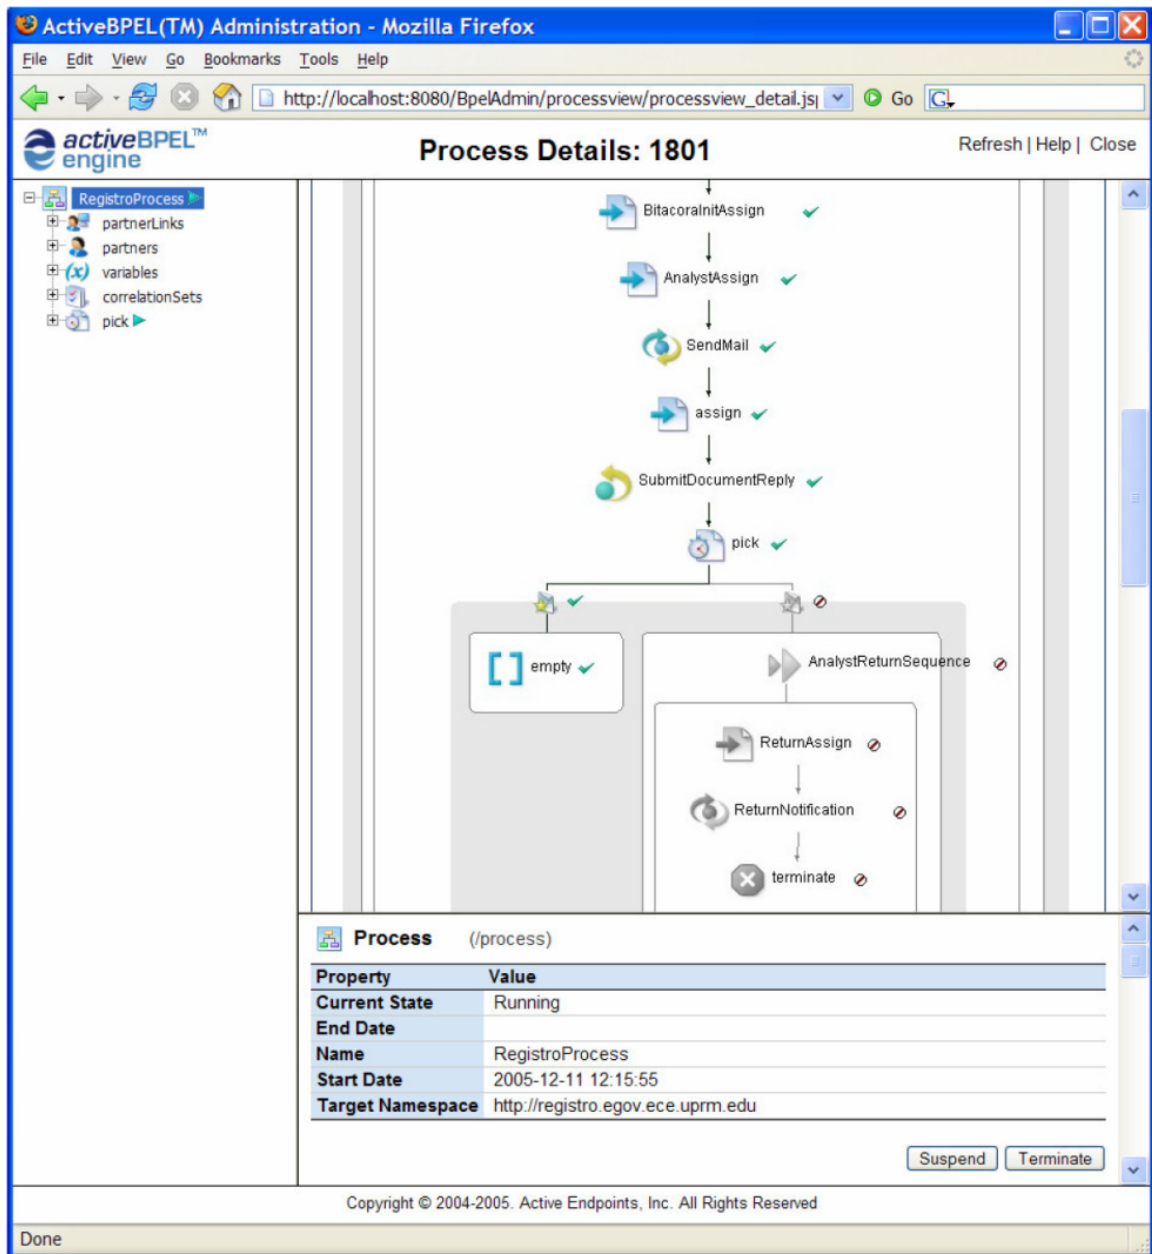 ActiveBPEL(TM) Administration - Mozilla Firefox
File Edit View Go Bookmarks Tools Help
http://localhost:8080/BpelAdmin/processview/processview_detail.jsp Go G
activeBPEL™ engine
Process Details: 1801
Refresh | Help | Close
RegistroProcess
partnerLinks
partners
(x) variables
correlationSets
pick
BitacoraInitAssign
AnalystAssign
SendMail
assign
SubmitDocumentReply
pick
empty
AnalystReturnSequence
ReturnAssign
ReturnNotification
terminate
Process (/process)
Property Value
Current State Running
End Date
Name RegistroProcess
Start Date 2005-12-11 12:15:55
Target Namespace http://registro.egov.ece.uprm.edu
Suspend Terminate
Copyright © 2004-2005. Active Endpoints, Inc. All Rights Reserved
Done